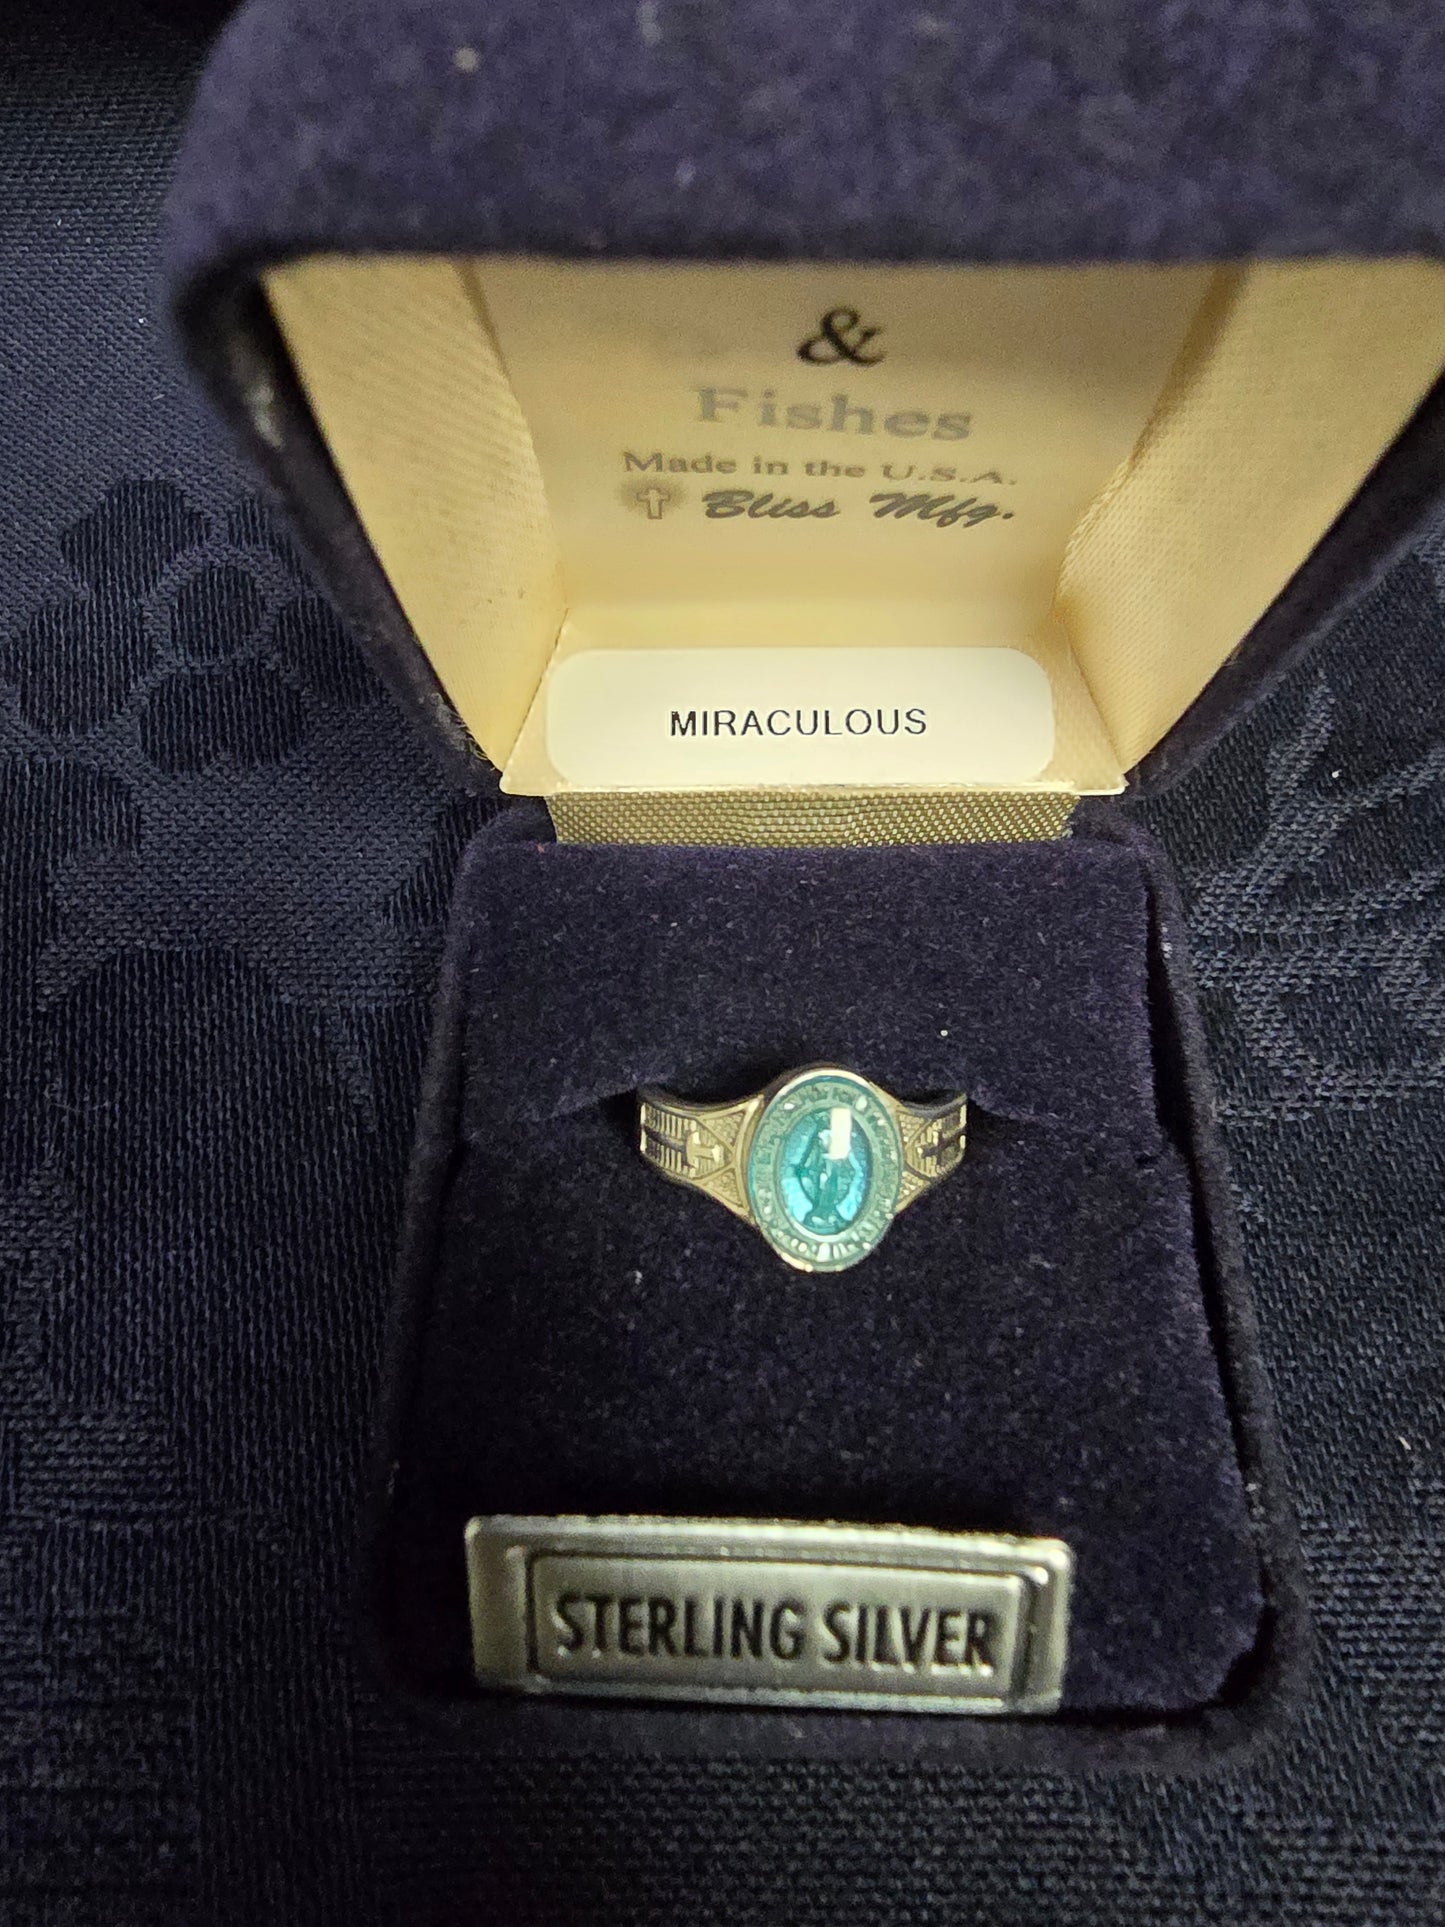 &
Fishes
Made in the U.S.A.
Bliss Mfg.
MIRACULOUS
STERLING SILVER